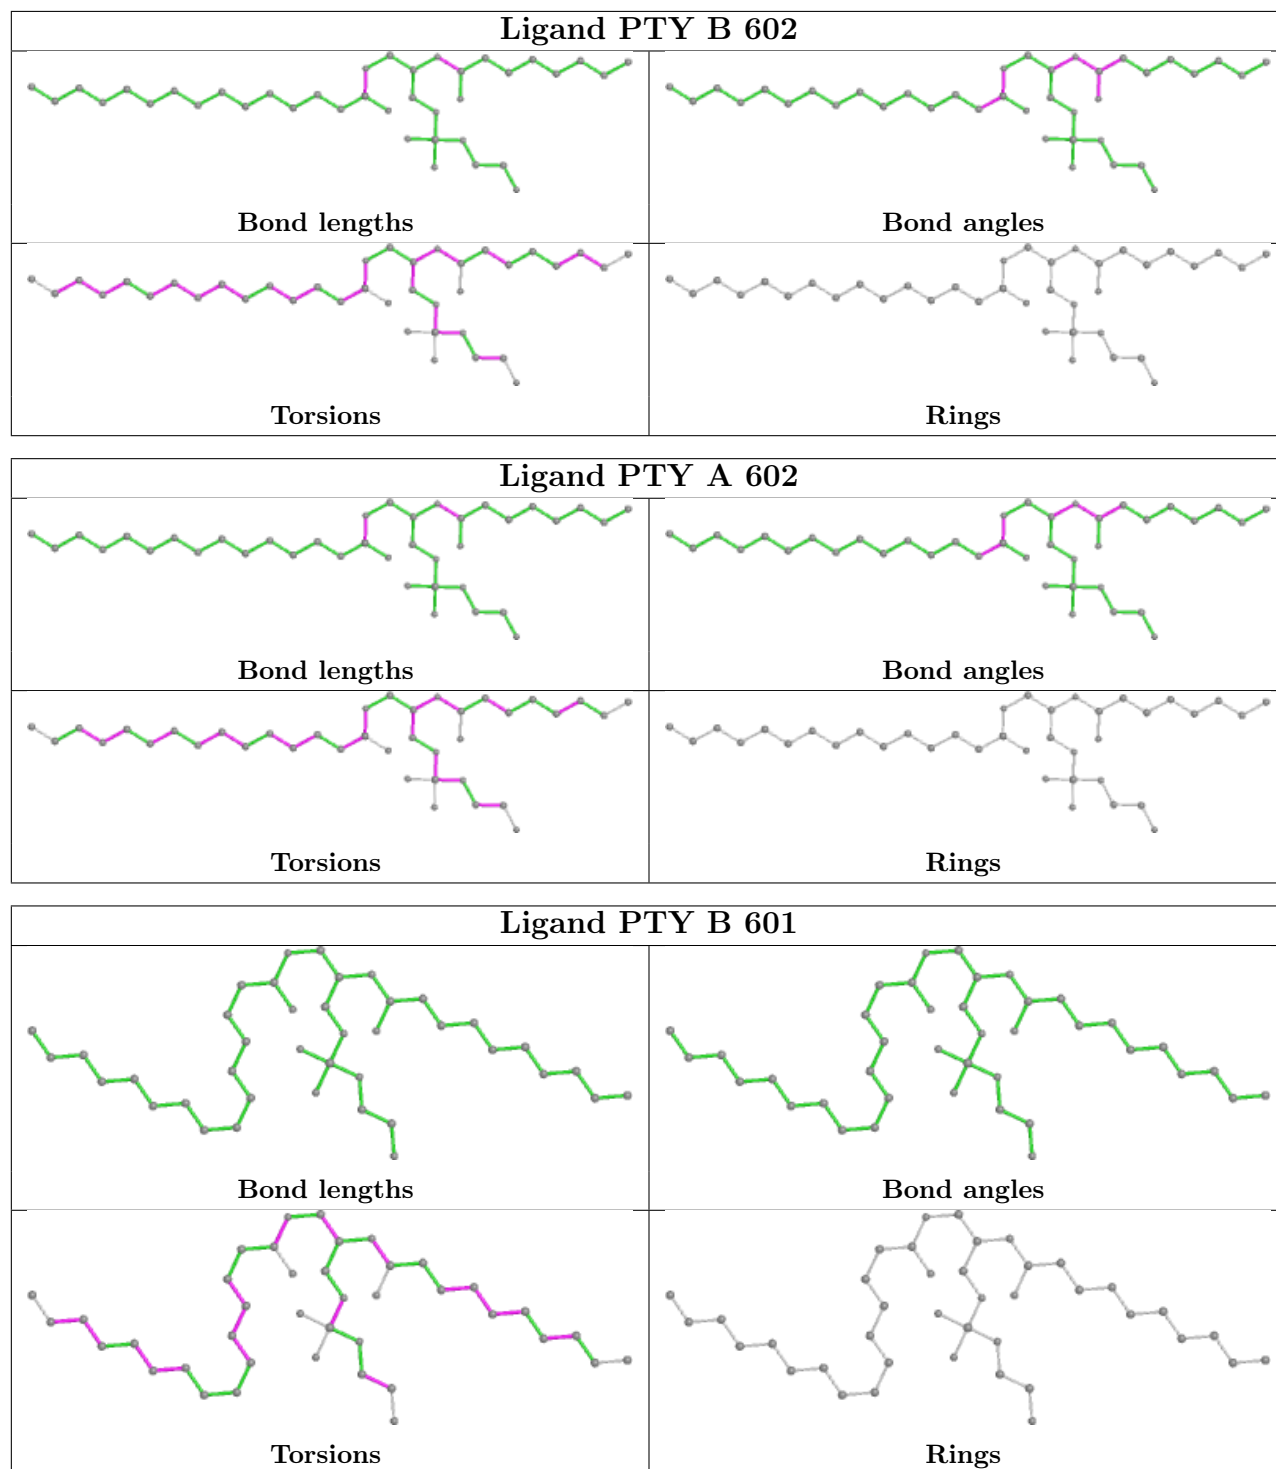 Ligand PTY B 602
Bond lengths
Bond angles
Torsions
Rings
Ligand PTY A 602
Bond lengths
Bond angles
Torsions
Rings
Ligand PTY B 601
Bond lengths
Bond angles
Torsions
Rings